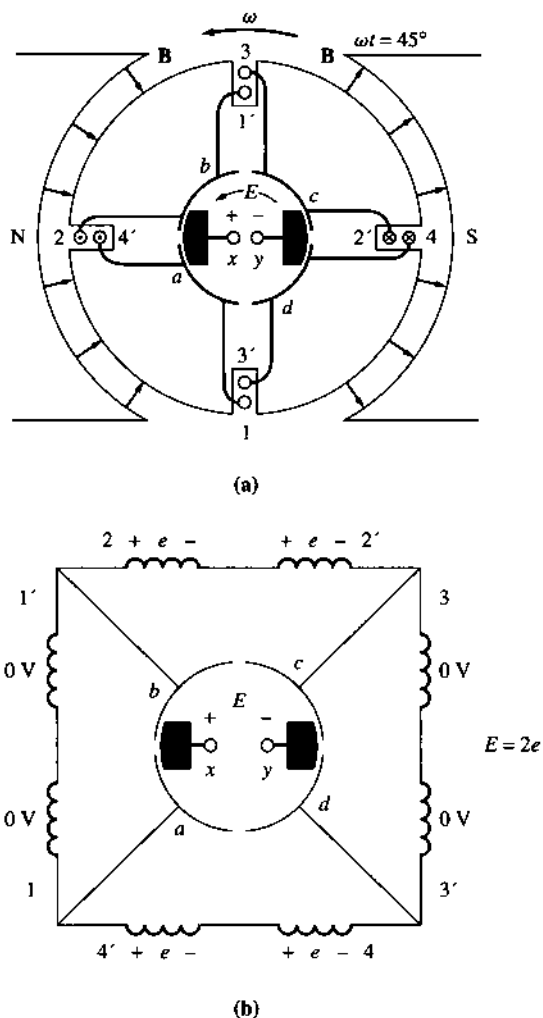 ω
B 3 B ωt = 45°
1´
b
E c
+ −
N 2 4´ x y 2´ 4 S
a
d
3´
1
(a)
2 + e − + e − 2´
1´ 3
c
0 V b E 0 V
+ −
E = 2e
x y
0 V a d 0 V
1 3´
4´ + e − + e − 4
(b)